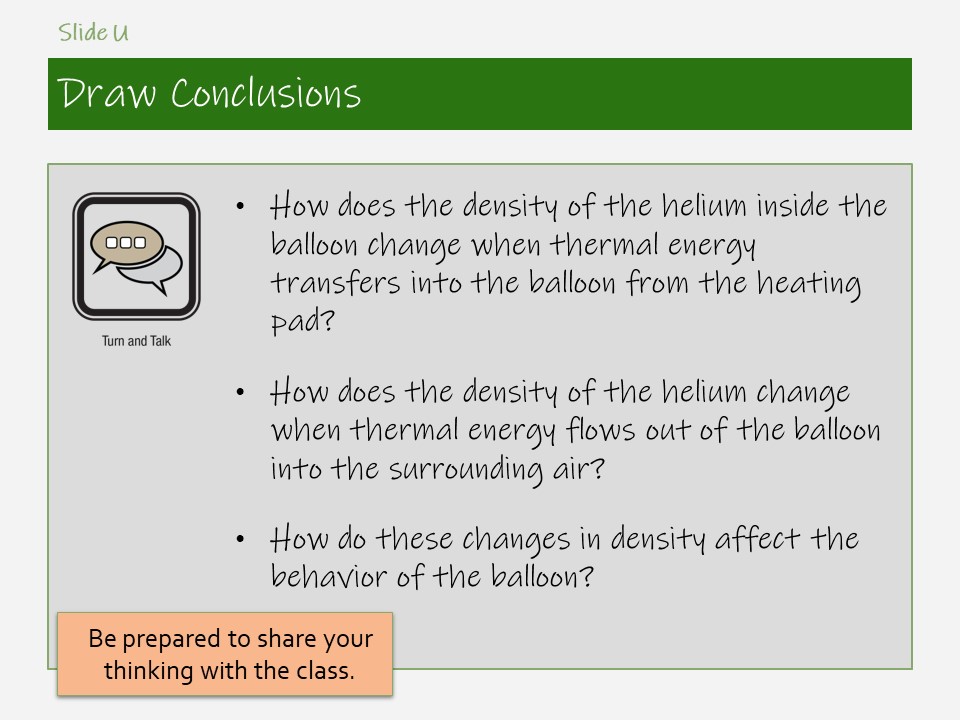 Slide U
Draw Conclusions
Turn and Talk
• How does the density of the helium inside the
balloon change when thermal energy
transfers into the balloon from the heating
pad?
• How does the density of the helium change
when thermal energy flows out of the balloon
into the surrounding air?
• How do these changes in density affect the
behavior of the balloon?
Be prepared to share your
thinking with the class.